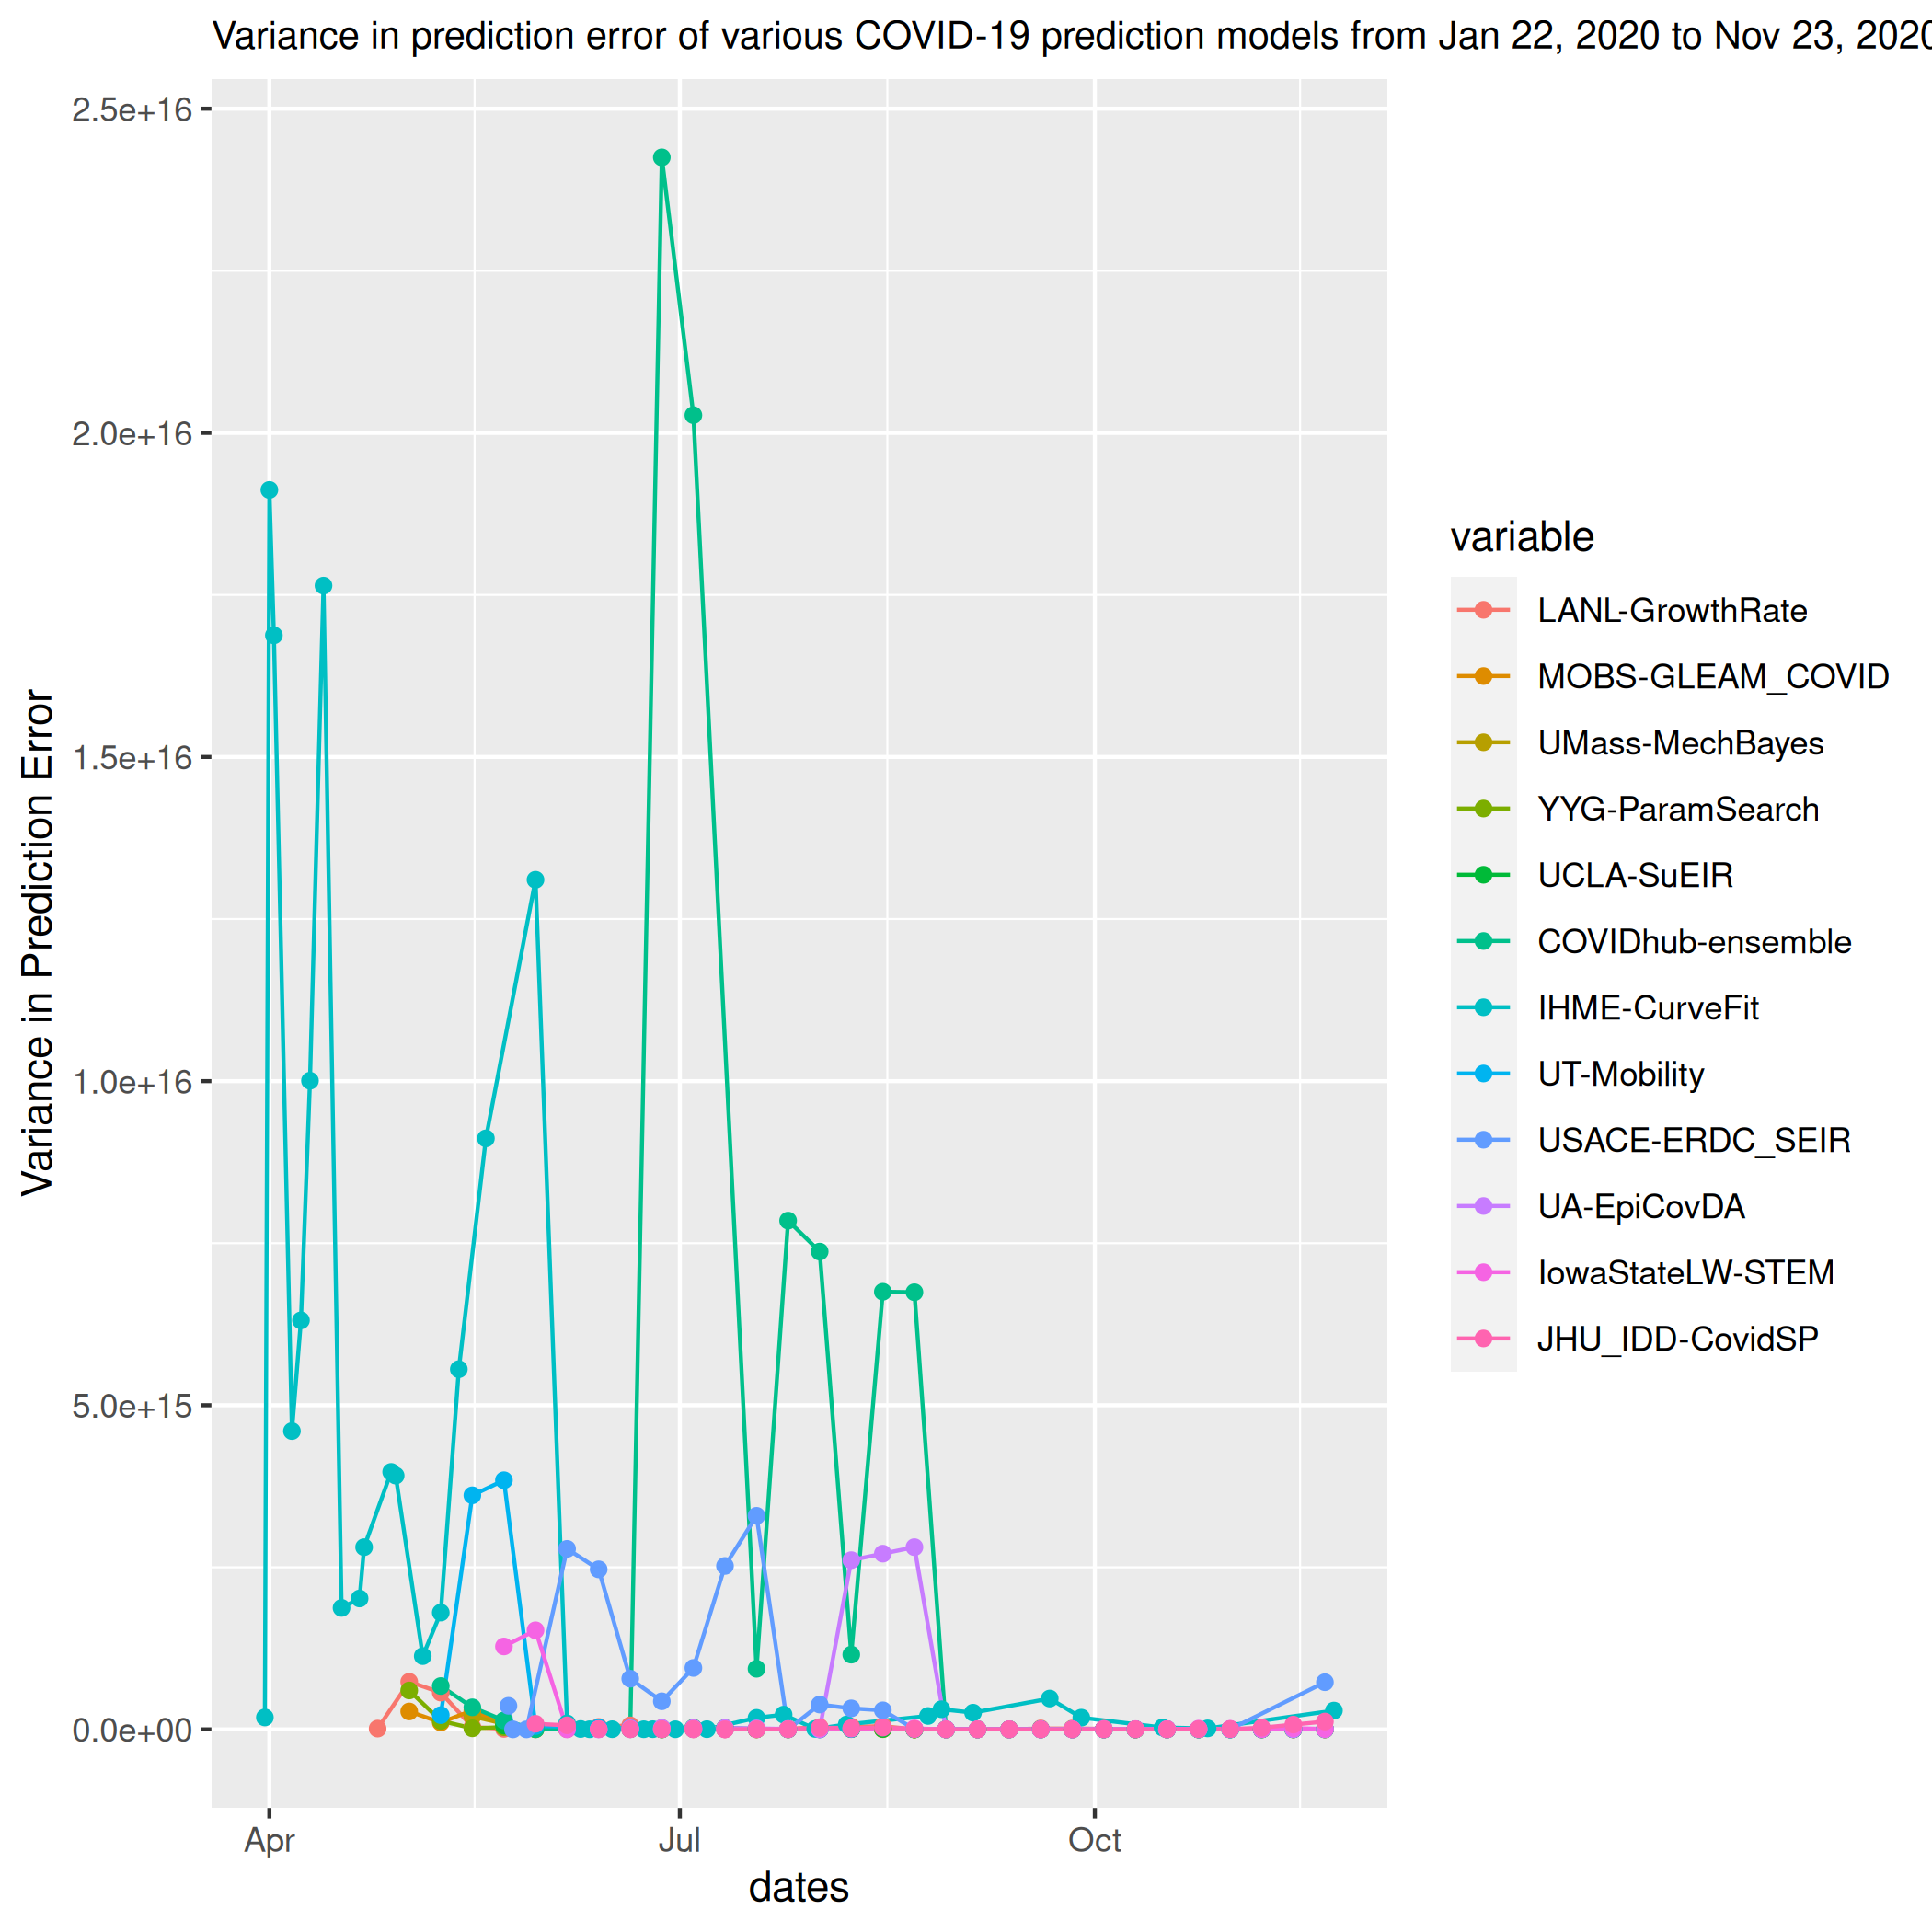 Variance in prediction error of various COVID-19 prediction models from Jan 22, 2020 to Nov 23, 2020
2.5e+16
2.0e+16
1.5e+16
1.0e+16
5.0e+15
0.0e+00
Variance in Prediction Error
Apr
Jul
Oct
dates
variable
LANL-GrowthRate
MOBS-GLEAM_COVID
UMass-MechBayes
YYG-ParamSearch
UCLA-SuEIR
COVIDhub-ensemble
IHME-CurveFit
UT-Mobility
USACE-ERDC_SEIR
UA-EpiCovDA
IowaStateLW-STEM
JHU_IDD-CovidSP